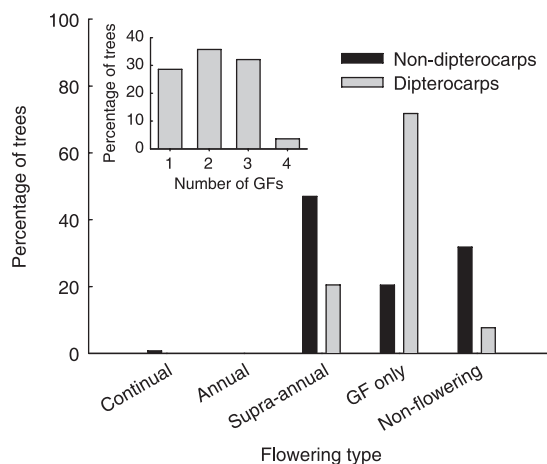 100
80
60
40
20
0
Percentage of trees
40
30
20
10
0
Percentage of trees
1 2 3 4
Number of GFs
Non-dipterocarps
Dipterocarps
Continual
Annual
Supra-annual
GF only
Non-flowering
Flowering type